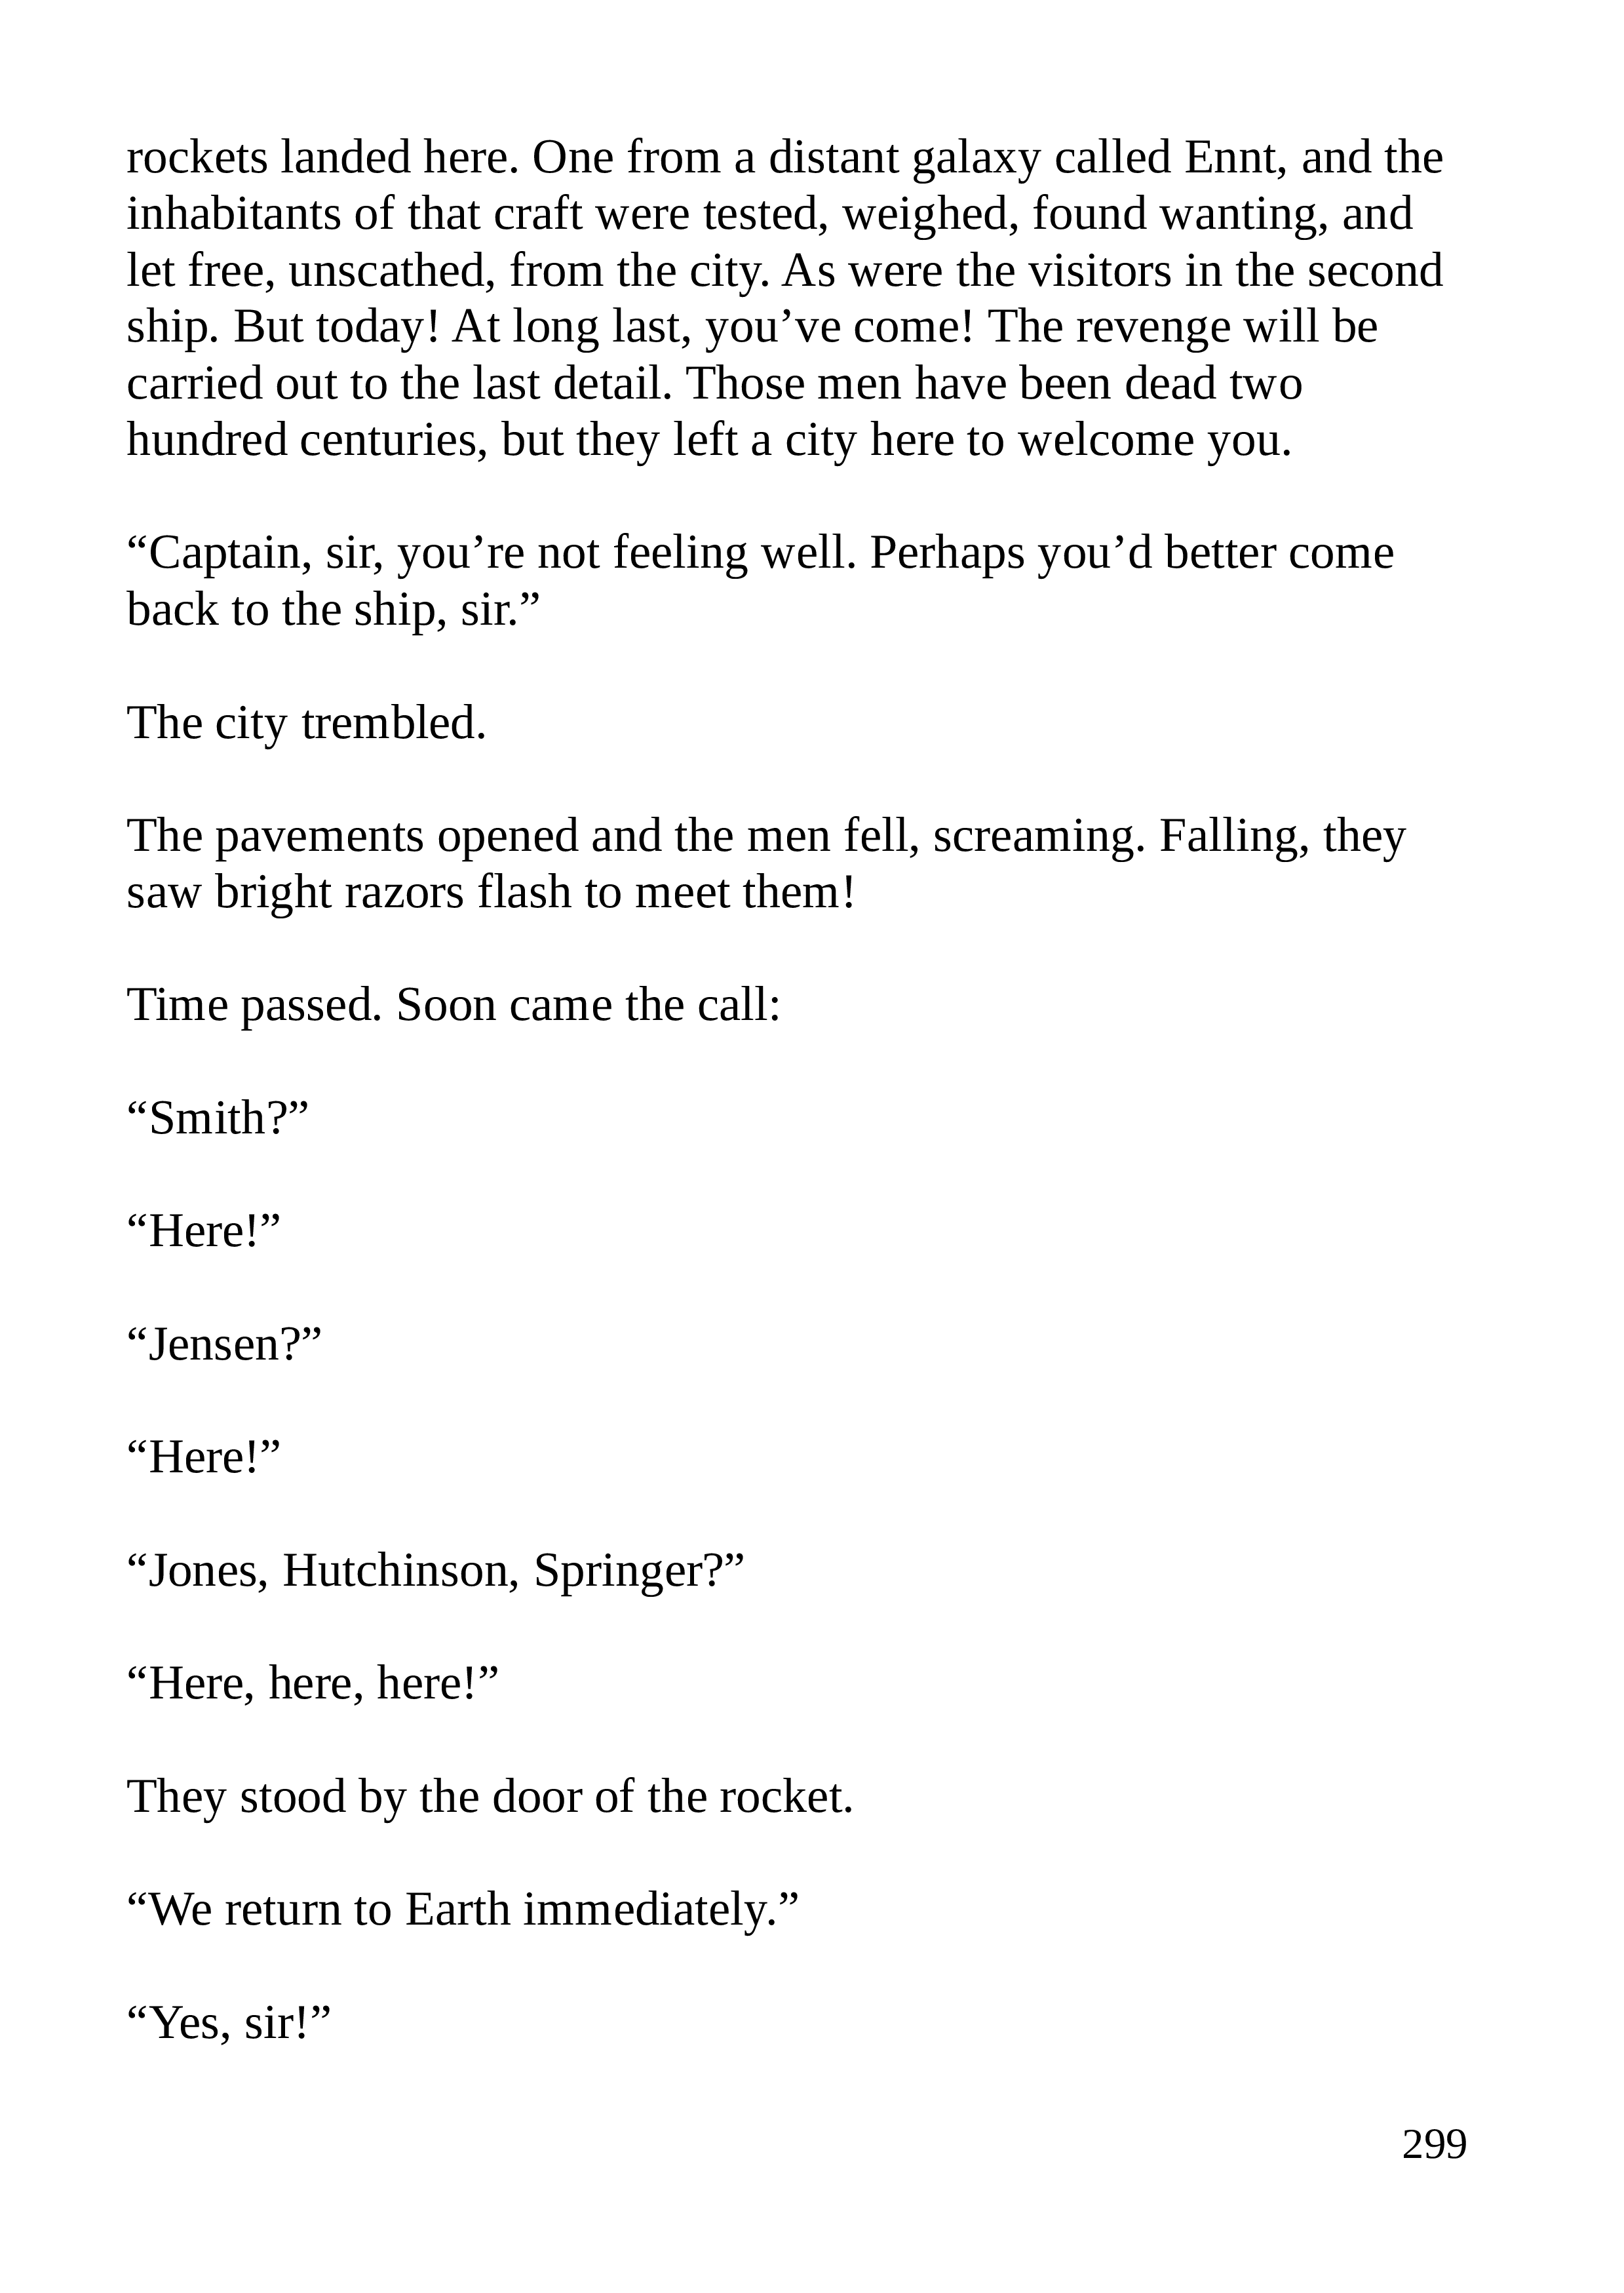 rockets landed here. One from a distant galaxy called Ennt, and the
inhabitants of that craft were tested, weighed, found wanting, and
let free, unscathed, from the city. As were the visitors in the second
ship. But today! At long last, you’ve come! The revenge will be
carried out to the last detail. Those men have been dead two
hundred centuries, but they left a city here to welcome you.
“Captain, sir, you’re not feeling well. Perhaps you’d better come
back to the ship, sir.”
The city trembled.
The pavements opened and the men fell, screaming. Falling, they
saw bright razors flash to meet them!
Time passed. Soon came the call:
“Smith?”
“Here!”
“Jensen?”
“Here!”
“Jones, Hutchinson, Springer?”
“Here, here, here!”
They stood by the door of the rocket.
“We return to Earth immediately.”
“Yes, sir!”
299